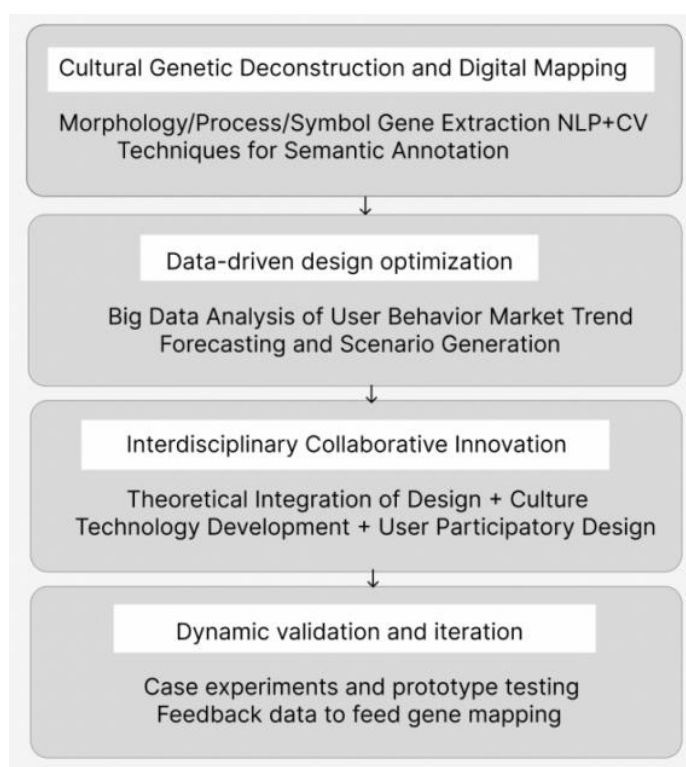 Cultural Genetic Deconstruction and Digital Mapping
Morphology/Process/Symbol Gene Extraction NLP+CV
Techniques for Semantic Annotation
↓
Data-driven design optimization
Big Data Analysis of User Behavior Market Trend
Forecasting and Scenario Generation
↓
Interdisciplinary Collaborative Innovation
Theoretical Integration of Design + Culture
Technology Development + User Participatory Design
↓
Dynamic validation and iteration
Case experiments and prototype testing
Feedback data to feed gene mapping